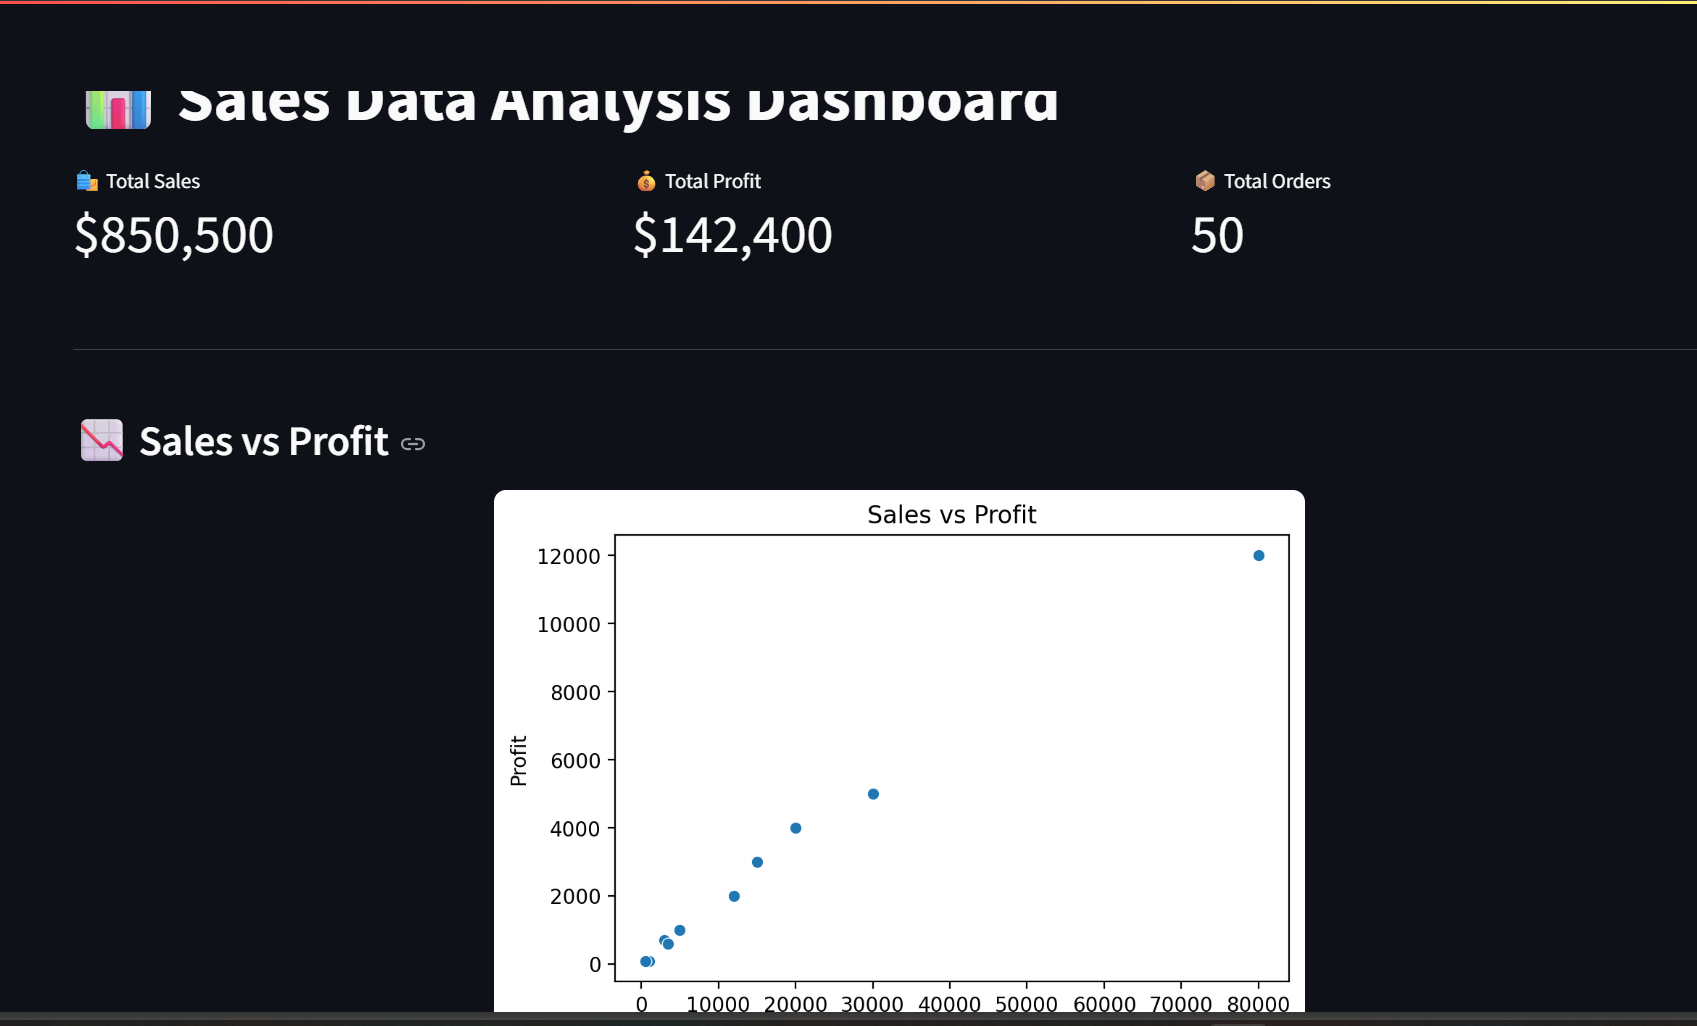 Sales Data Analysis Dashboard
Total Sales
$850,500
Total Profit
$142,400
Total Orders
50
Sales vs Profit
Sales vs Profit
12000
10000
8000
6000
4000
2000
0
Profit
0 10000 20000 30000 40000 50000 60000 70000 80000